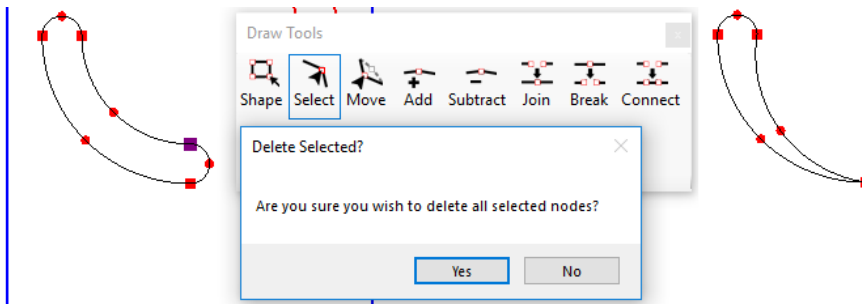 Draw Tools
Shape Select Move Add Subtract Join Break Connect
Delete Selected?
Are you sure you wish to delete all selected nodes?
Yes No